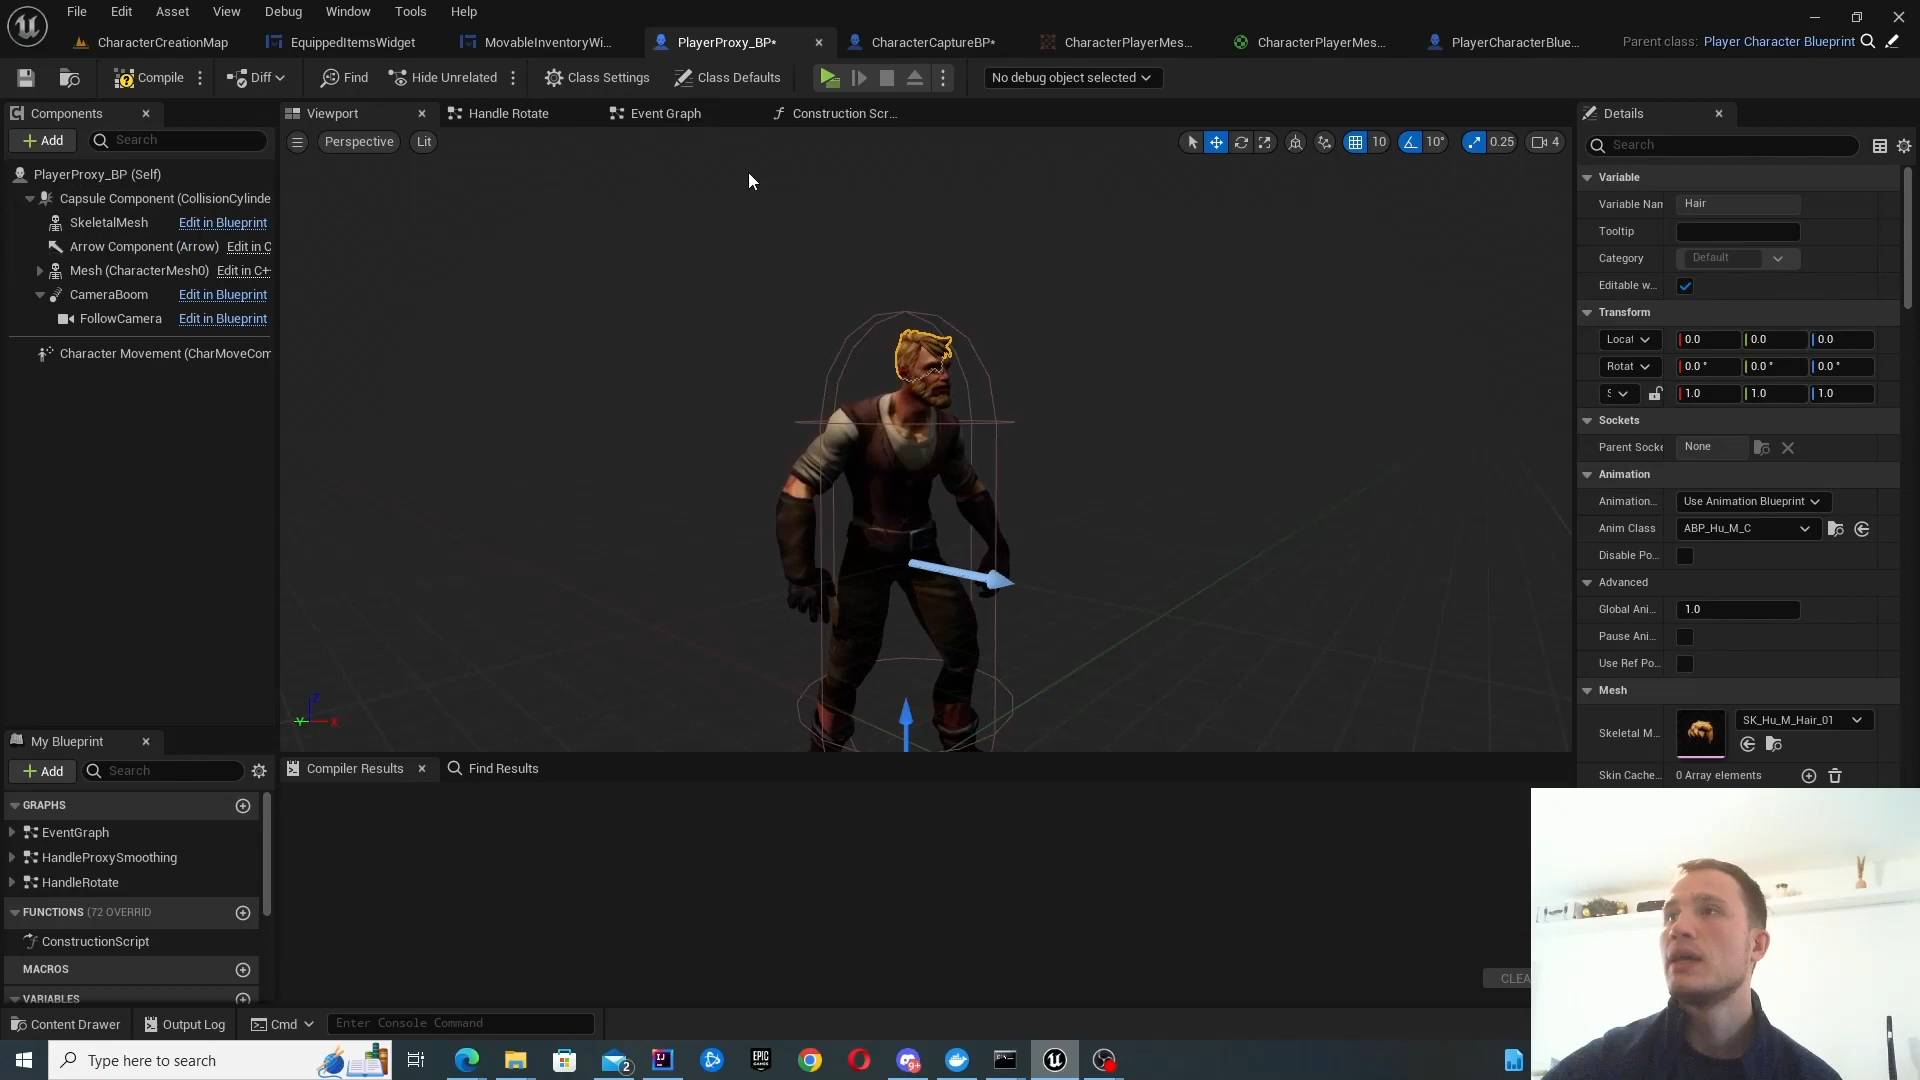 File Edit Asset View Debug Window Tools Help
CharacterCreationMap EquippedItemsWidget MovableInventoryWi... PlayerProxy_BP* CharacterCaptureBP* CharacterPlayerMes... CharacterPlayerMes... PlayerCharacterBlue... Parent class: Player Character Blueprint
Compile Diff Find Hide Unrelated Class Settings Class Defaults No debug object selected
Components Viewport Handle Rotate Event Graph Construction Scr... Details
Add Search Perspective Lit 10 10° 0.25 4 Search
PlayerProxy_BP (Self)
Capsule Component (CollisionCylinde
SkeletalMesh Edit in Blueprint
Arrow Component (Arrow) Edit in C
Mesh (CharacterMesh0) Edit in C+
CameraBoom Edit in Blueprint
FollowCamera Edit in Blueprint
Character Movement (CharMoveCom
Variable
Variable Nam Hair
Tooltip
Category Default
Editable w...
Transform
Locat 0.0 0.0 0.0
Rotat 0.0 ° 0.0 ° 0.0 °
S 1.0 1.0 1.0
Sockets
Parent Socke None
Animation
Animation... Use Animation Blueprint
Anim Class ABP_Hu_M_C
Disable Po...
Advanced
Global Ani... 1.0
Pause Ani...
Use Ref Po...
Mesh
Skeletal M... SK_Hu_M_Hair_01
Skin Cache... 0 Array elements
Z
Y X
My Blueprint
Add Search
GRAPHS
EventGraph
HandleProxySmoothing
HandleRotate
FUNCTIONS (72 OVERRID
ConstructionScript
MACROS
VARIABLES
Compiler Results Find Results
CLEA
Content Drawer Output Log Cmd Enter Console Command
Type here to search 2 EPIC GAMES 9+